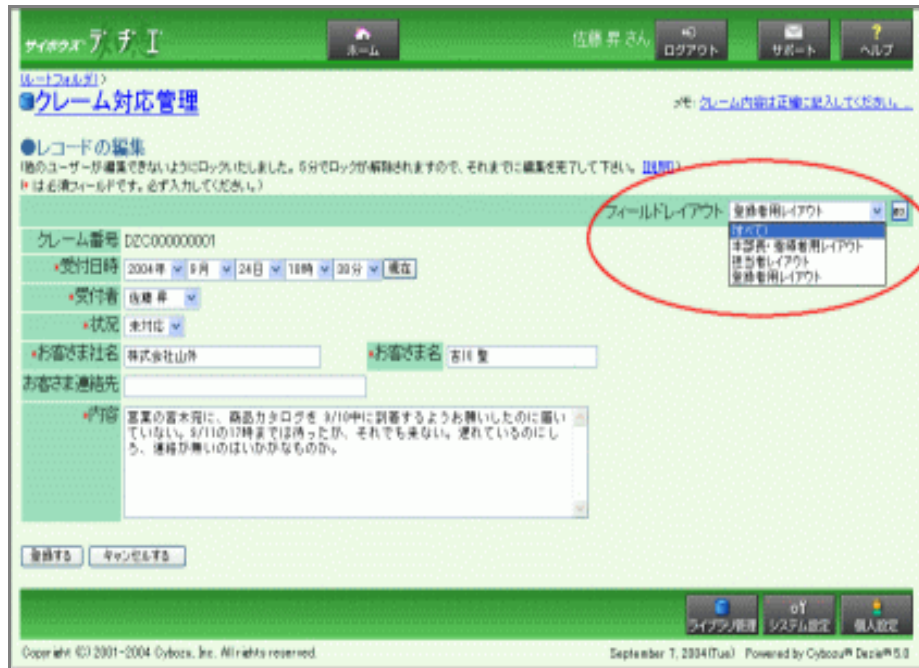 サイボウズ デヂエ
ホーム
佐藤 昇 さん
ログアウト
サポート
ヘルプ
(ルートフォルダ)>
クレーム対応管理
メモ: クレーム内容は正確に記入してください。...
●レコードの編集
(他のユーザーが編集できないようにロックいたしました。5分でロックが解除されますので、それまでに編集を完了して下さい。[説明])
(* は必須フィールドです。必ず入力してください。)
フィールドレイアウト 登録者用レイアウト
(すべて)
本部長・登録者用レイアウト
担当者レイアウト
登録者用レイアウト
クレーム番号 DZC000000001
*受付日時 2004年 9月 24日 18時 38分 現在
*受付者 佐藤 昇
*状況 未対応
*お客さま社名 株式会社山外 *お客さま名 吉川 聖
お客さま連絡先
*内容 営業の宮木宛に、商品カタログを 9/10中に到着するようお願いしたのに届い
ていない。9/11の17時までは待ったが、それでも来ない。遅れているのにし
ろ、連絡が無いのはいかがなものか。
登録する キャンセルする
ライブラリ管理 システム設定 個人設定
Copyright (C) 2001-2004 Cybozu, Inc. All rights reserved.
September 7, 2004(Tue) Powered by Cybozu(R) Dezie(R) 5.0